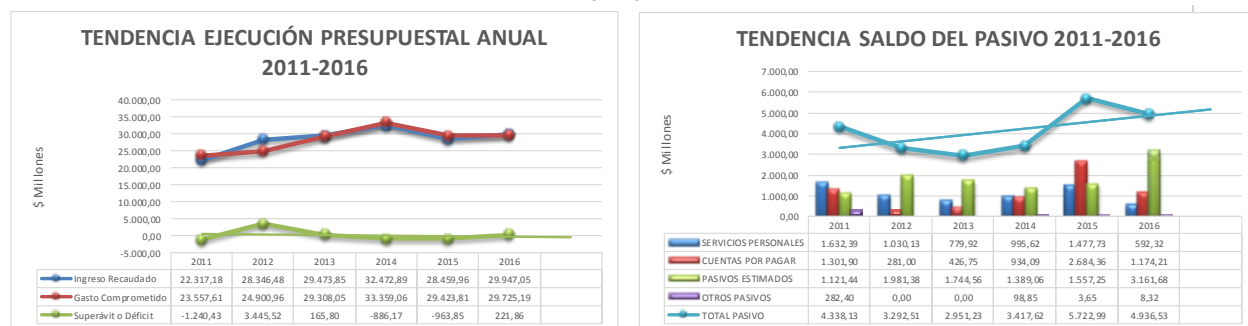 TENDENCIA EJECUCIÓN PRESUPUESTAL ANUAL
2011-2016
$ Millones
40.000,00
35.000,00
30.000,00
25.000,00
20.000,00
15.000,00
10.000,00
5.000,00
0,00
-5.000,00
2011 2012 2013 2014 2015 2016
Ingreso Recaudado 22.317,18 28.346,48 29.473,85 32.472,89 28.459,96 29.947,05
Gasto Comprometido 23.557,61 24.900,96 29.308,05 33.359,06 29.423,81 29.725,19
Superávit o Déficit -1.240,43 3.445,52 165,80 -886,17 -963,85 221,86
TENDENCIA SALDO DEL PASIVO 2011-2016
$ Millones
7.000,00
6.000,00
5.000,00
4.000,00
3.000,00
2.000,00
1.000,00
0,00
2011 2012 2013 2014 2015 2016
SERVICIOS PERSONALES 1.632,39 1.030,13 779,92 995,62 1.477,73 592,32
CUENTAS POR PAGAR 1.301,90 281,00 426,75 934,09 2.684,36 1.174,21
PASIVOS ESTIMADOS 1.121,44 1.981,38 1.744,56 1.389,06 1.557,25 3.161,68
OTROS PASIVOS 282,40 0,00 0,00 98,85 3,65 8,32
TOTAL PASIVO 4.338,13 3.292,51 2.951,23 3.417,62 5.722,99 4.936,53